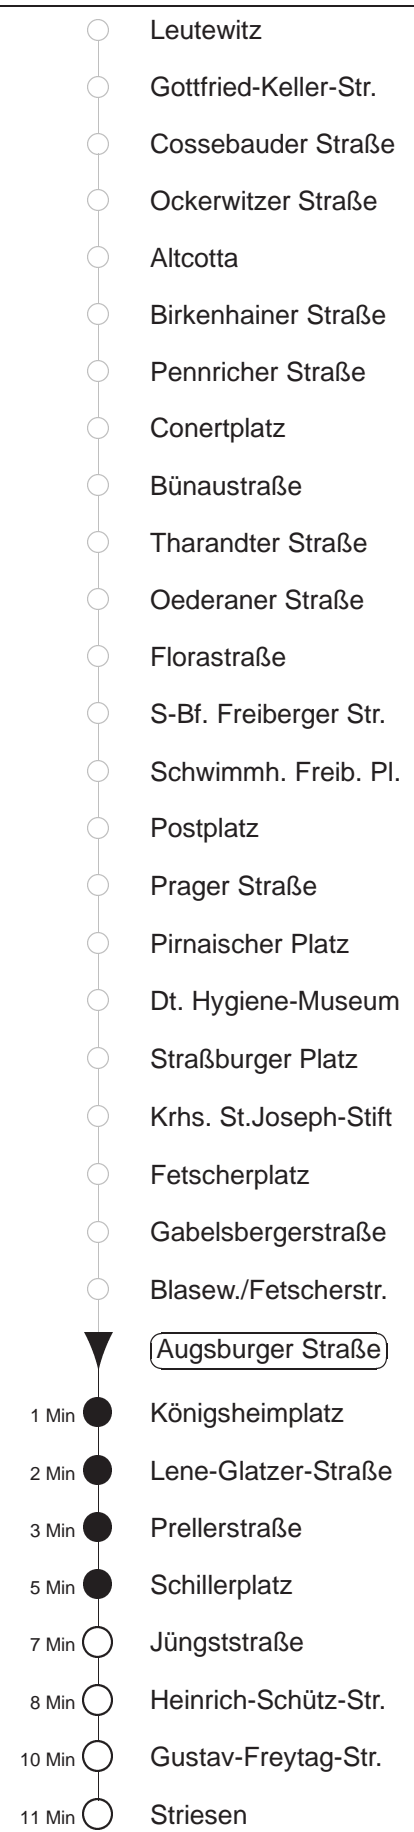 Leutewitz
Gottfried-Keller-Str.
Cossebauder Straße
Ockerwitzer Straße
Altcotta
Birkenhainer Straße
Pennricher Straße
Conertplatz
Bünaustraße
Tharandter Straße
Oederaner Straße
Florastraße
S-Bf. Freiberger Str.
Schwimmh. Freib. Pl.
Postplatz
Prager Straße
Pirnaischer Platz
Dt. Hygiene-Museum
Straßburger Platz
Krhs. St.Joseph-Stift
Fetscherplatz
Gabelsbergerstraße
Blasew./Fetscherstr.
Augsburger Straße
1 Min Königsheimplatz
2 Min Lene-Glatzer-Straße
3 Min Prellerstraße
5 Min Schillerplatz
7 Min Jüngststraße
8 Min Heinrich-Schütz-Str.
10 Min Gustav-Freytag-Str.
11 Min Striesen